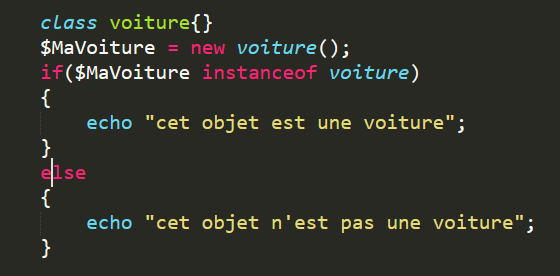 class voiture{}
$MaVoiture = new voiture();
if($MaVoiture instanceof voiture)
{
    echo "cet objet est une voiture";
}
else
{
    echo "cet objet n'est pas une voiture";
}